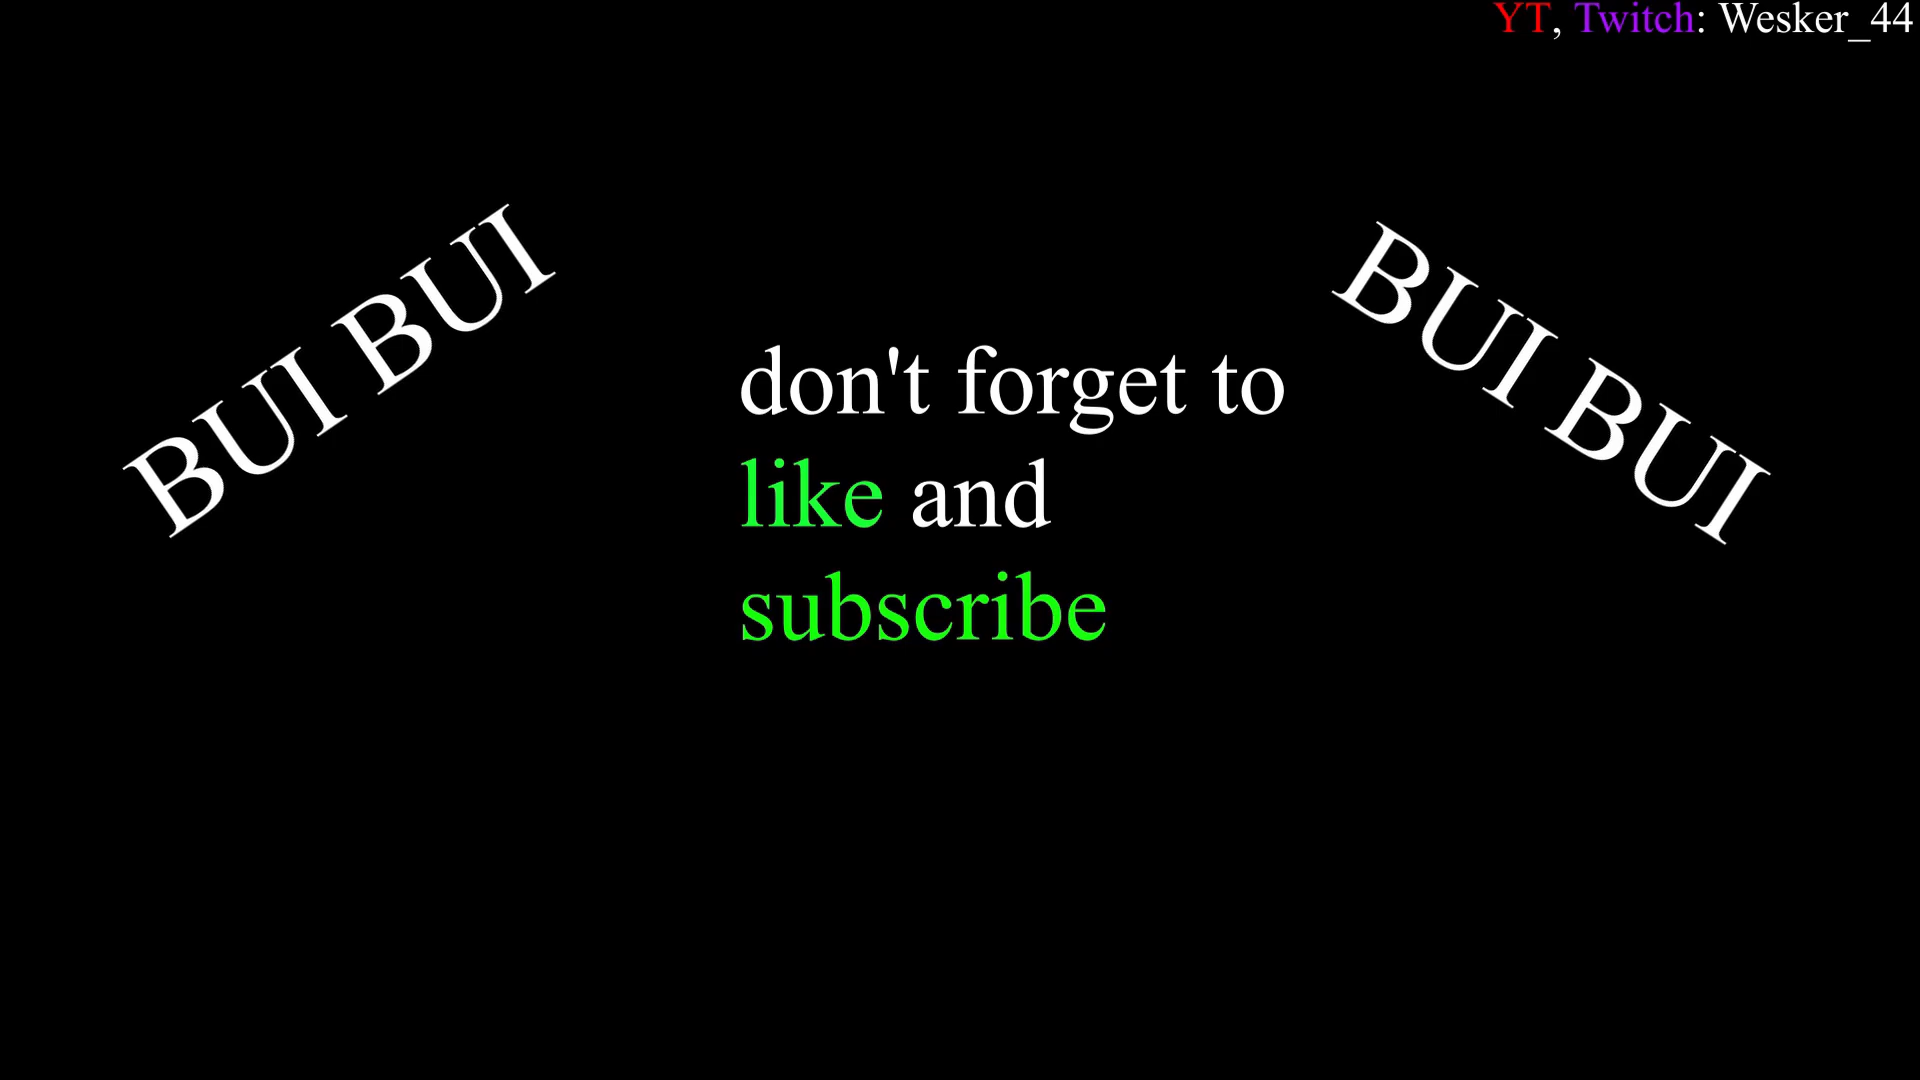 YT, Twitch: Wesker_44
BUI BUI
BUI BUI
don't forget to
like and
subscribe